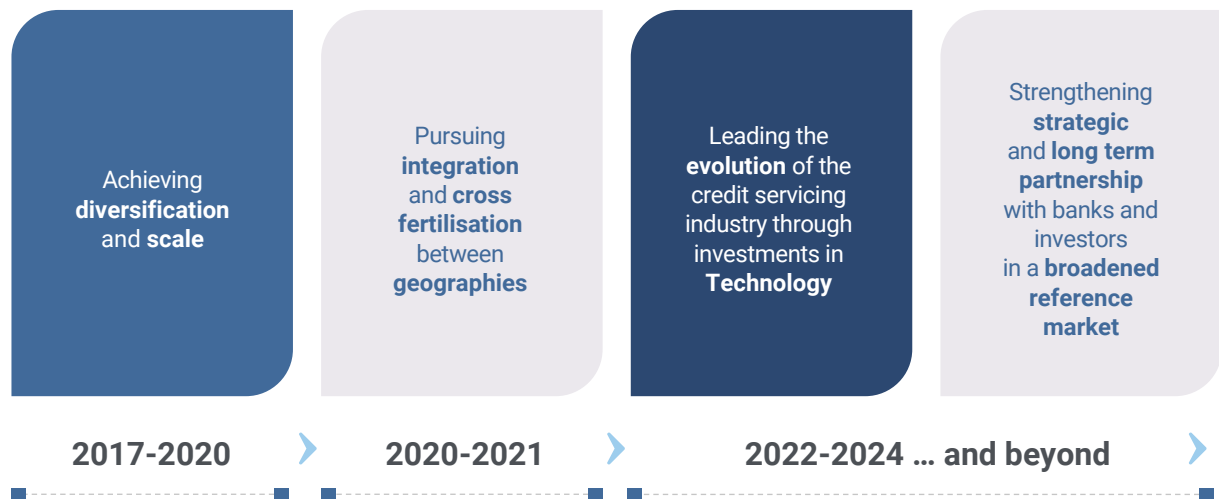 Achieving
diversification
and scale
Pursuing
integration
and cross
fertilisation
between
geographies
Leading the
evolution of the
credit servicing
industry through
investments in
Technology
Strengthening
strategic
and long term
partnership
with banks and
investors
in a broadened
reference
market
2017-2020
2020-2021
2022-2024 ... and beyond